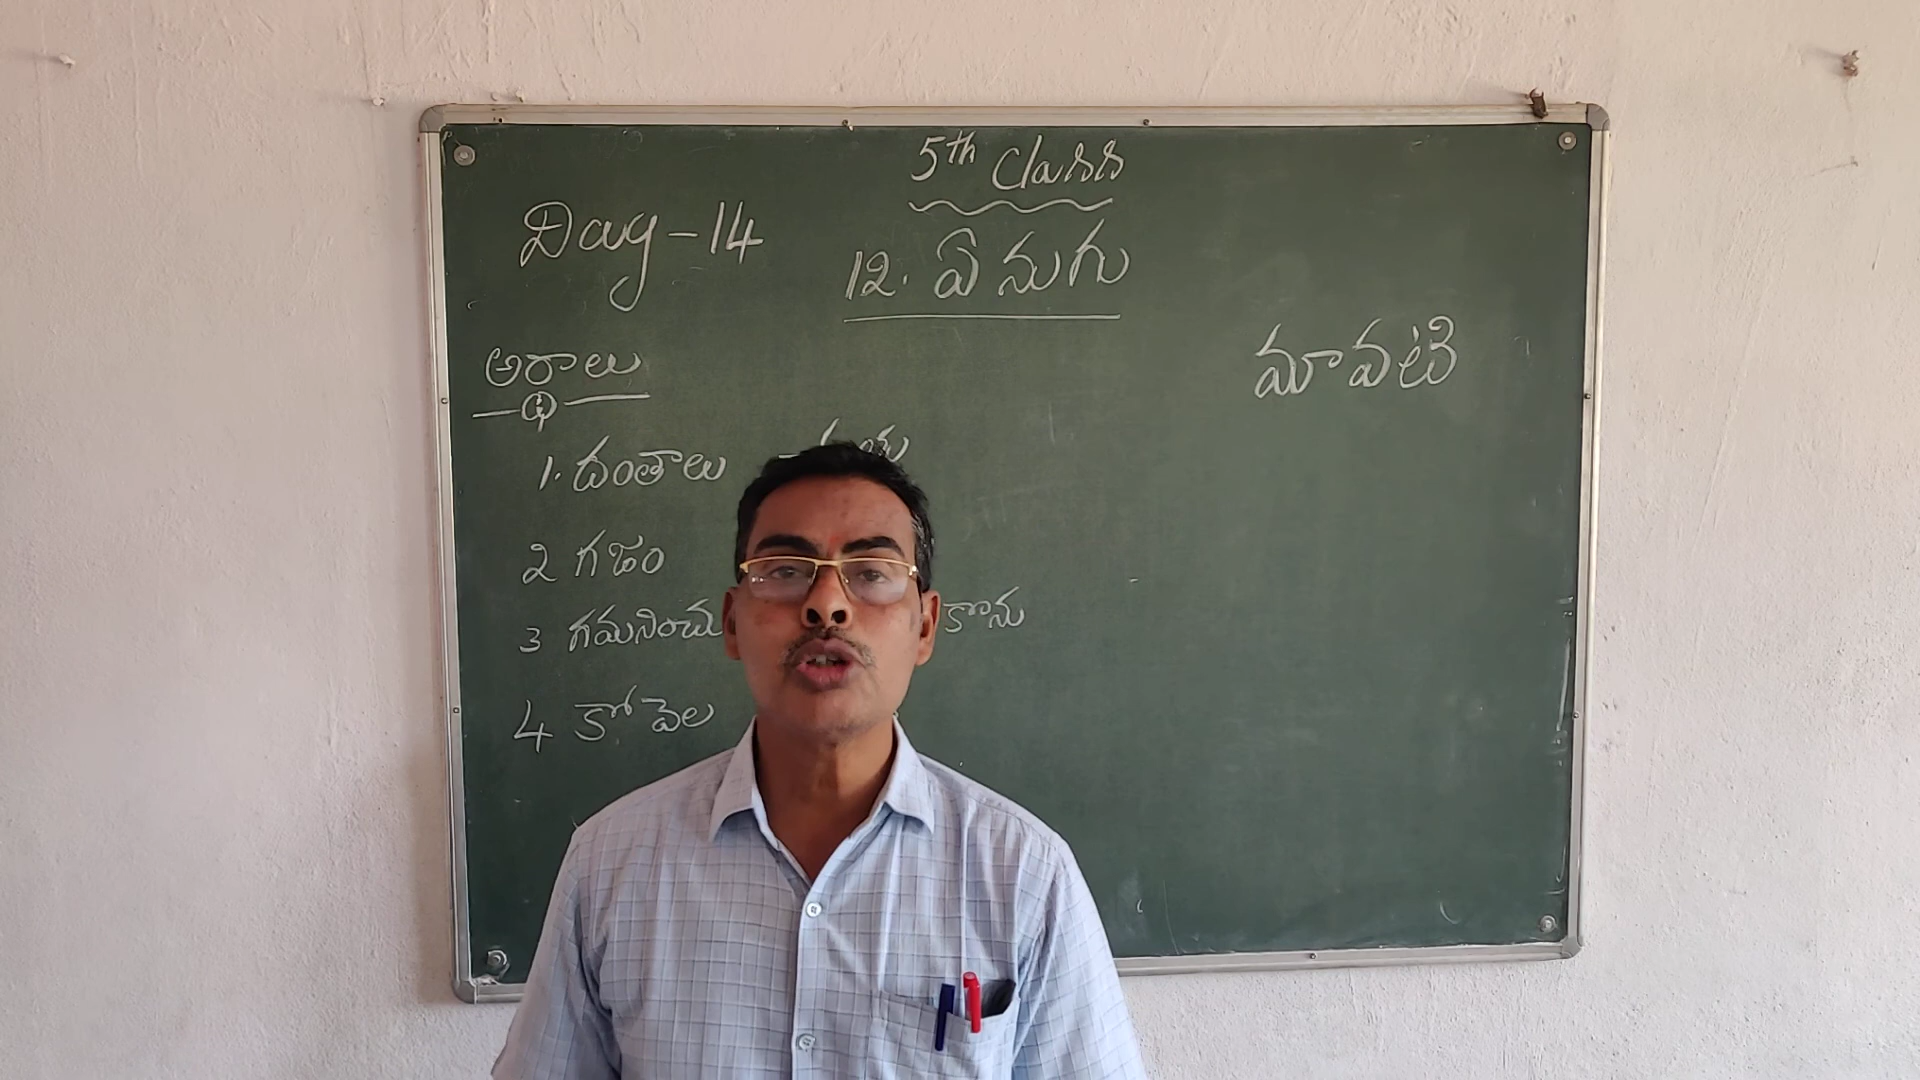 5th Class
Day-14
12. ఏనుగు
మావటి
అర్థాలు
1. దంతాలు -
2 గజం
3 గమనించు కొను
4 కోవెల